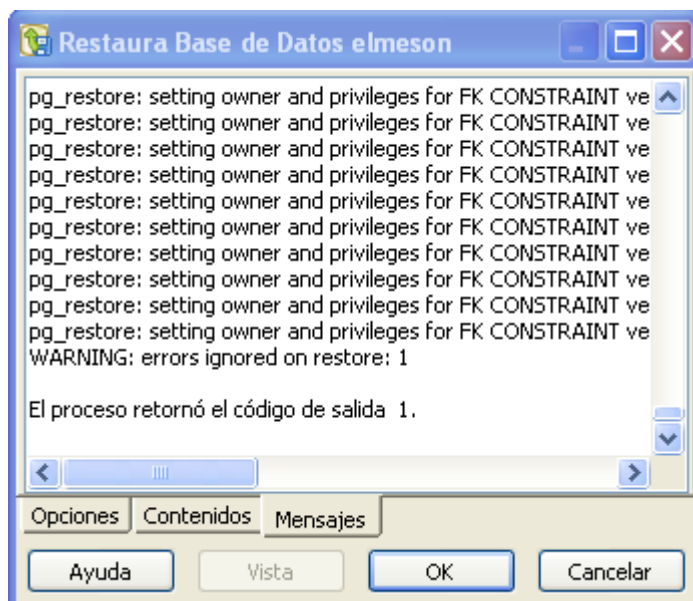 Restaura Base de Datos elmeson
pg_restore: setting owner and privileges for FK CONSTRAINT ve
pg_restore: setting owner and privileges for FK CONSTRAINT ve
pg_restore: setting owner and privileges for FK CONSTRAINT ve
pg_restore: setting owner and privileges for FK CONSTRAINT ve
pg_restore: setting owner and privileges for FK CONSTRAINT ve
pg_restore: setting owner and privileges for FK CONSTRAINT ve
pg_restore: setting owner and privileges for FK CONSTRAINT ve
pg_restore: setting owner and privileges for FK CONSTRAINT ve
pg_restore: setting owner and privileges for FK CONSTRAINT ve
pg_restore: setting owner and privileges for FK CONSTRAINT ve
WARNING: errors ignored on restore: 1
El proceso retornó el código de salida 1.
Opciones Contenidos Mensajes
Ayuda Vista OK Cancelar